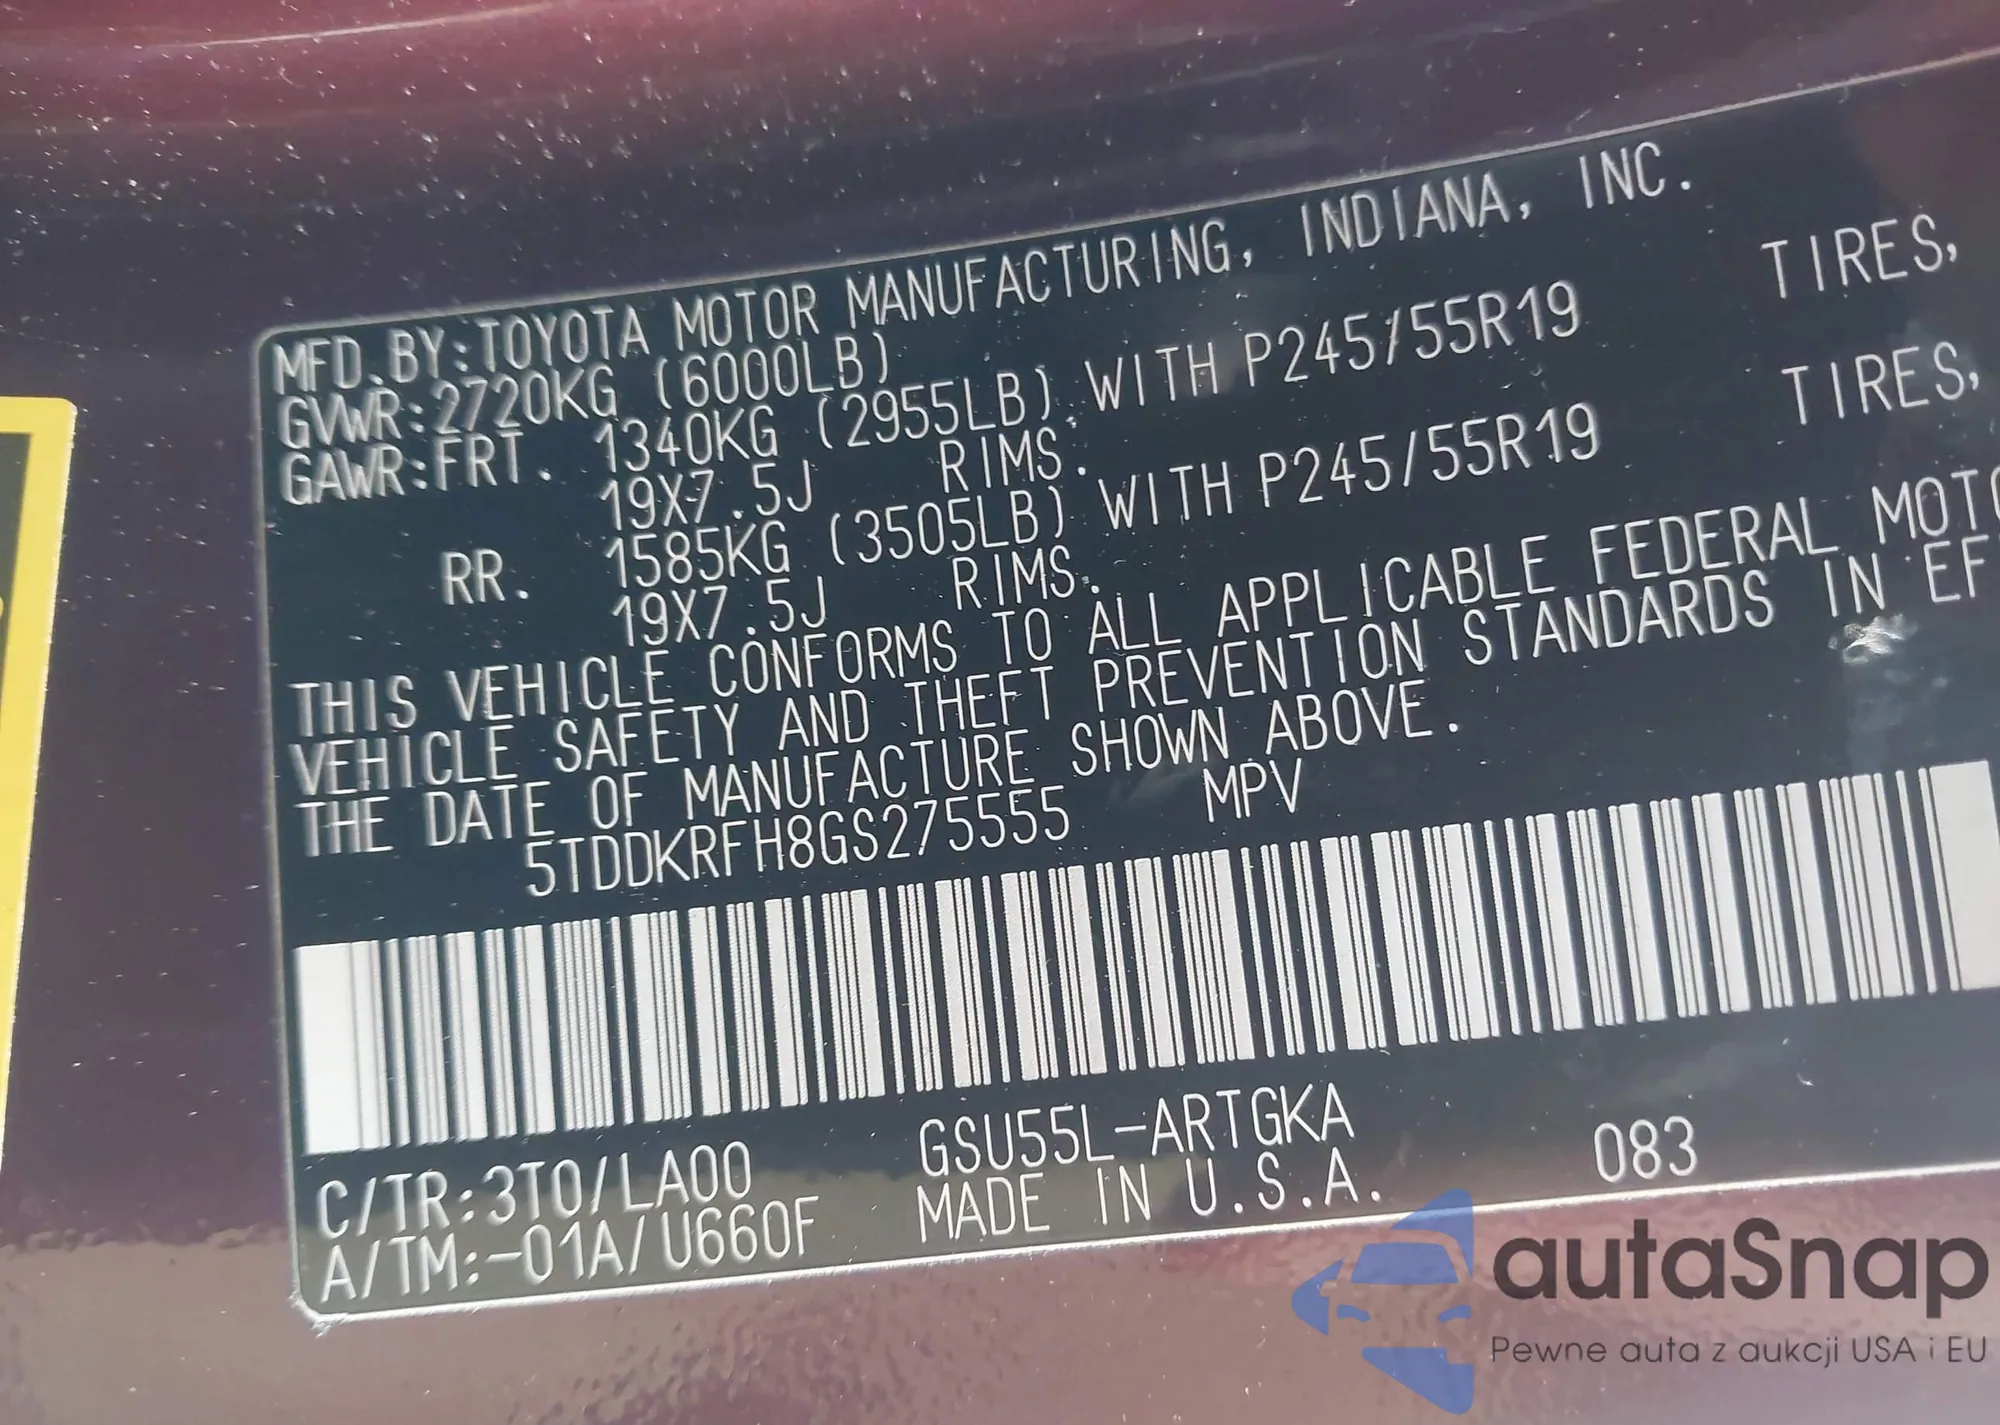 MFD.BY:TOYOTA MOTOR MANUFACTURING, INDIANA, INC.
GVWR:2720KG (6000LB)
GAWR:FRT. 1340KG (2955LB) WITH P245/55R19 TIRES,
19X7.5J RIMS.
RR. 1585KG (3505LB) WITH P245/55R19 TIRES,
19X7.5J RIMS.
THIS VEHICLE CONFORMS TO ALL APPLICABLE FEDERAL MOTO
VEHICLE SAFETY AND THEFT PREVENTION STANDARDS IN EF
THE DATE OF MANUFACTURE SHOWN ABOVE.
5TDDKRFH8GS275555 MPV
C/TR:3T0/LA00 GSU55L-ARTGKA 083
A/TM:-01A/U660F MADE IN U.S.A.
autaSnap
Pewne auta z aukcji USA i EU